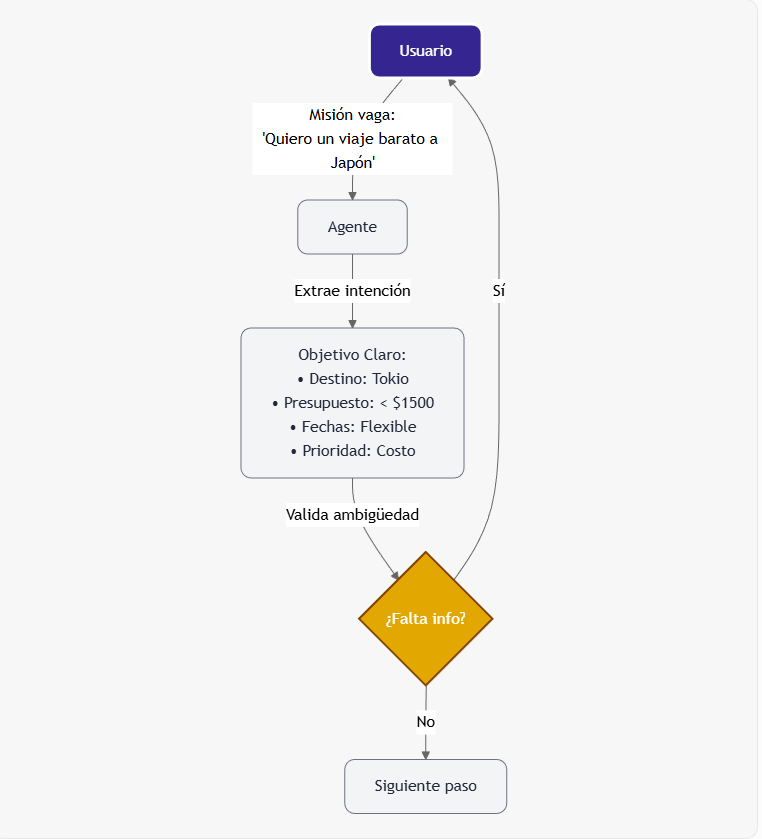 Usuario
Misión vaga:
'Quiero un viaje barato a
Japón'
Agente
Extrae intención
Sí
Objetivo Claro:
• Destino: Tokio
• Presupuesto: < $1500
• Fechas: Flexible
• Prioridad: Costo
Valida ambigüedad
¿Falta info?
No
Siguiente paso